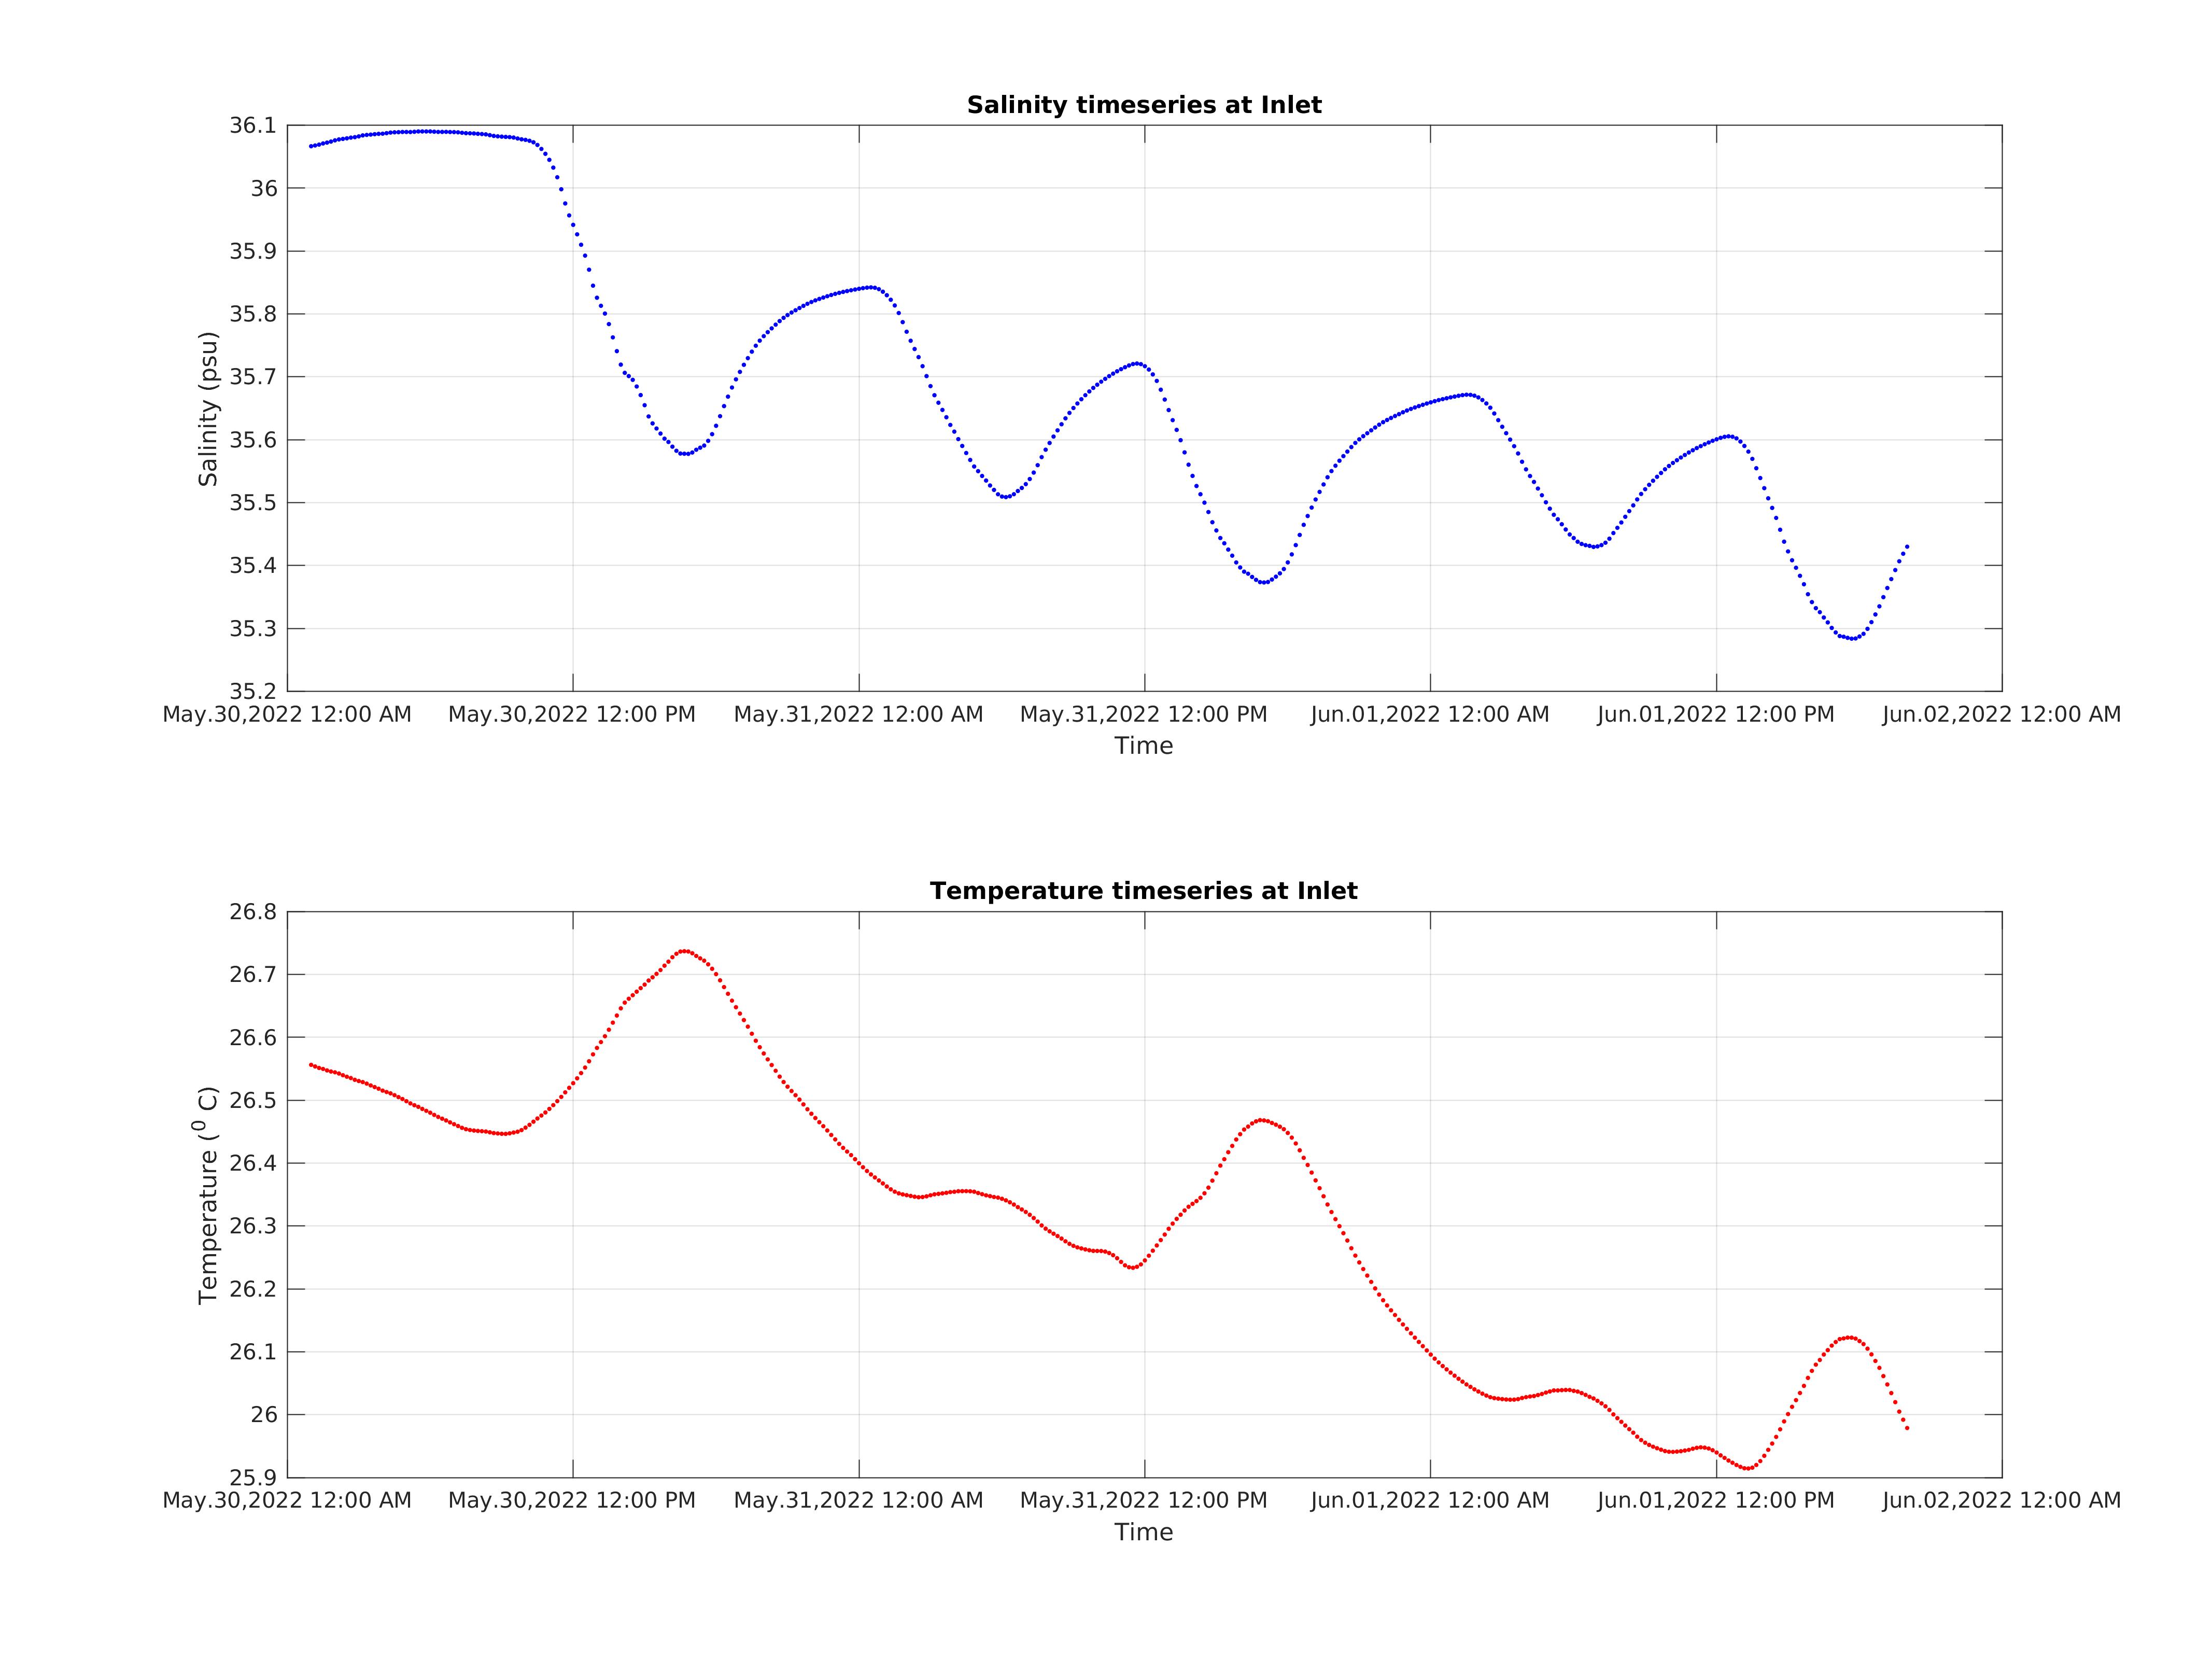 Salinity timeseries at Inlet
36.1
36
35.9
35.8
35.7
35.6
35.5
35.4
35.3
35.2
Salinity (psu)
May.30,2022 12:00 AM May.30,2022 12:00 PM May.31,2022 12:00 AM May.31,2022 12:00 PM Jun.01,2022 12:00 AM Jun.01,2022 12:00 PM Jun.02,2022 12:00 AM
Time
Temperature timeseries at Inlet
26.8
26.7
26.6
26.5
26.4
26.3
26.2
26.1
26
25.9
Temperature (⁰ C)
May.30,2022 12:00 AM May.30,2022 12:00 PM May.31,2022 12:00 AM May.31,2022 12:00 PM Jun.01,2022 12:00 AM Jun.01,2022 12:00 PM Jun.02,2022 12:00 AM
Time